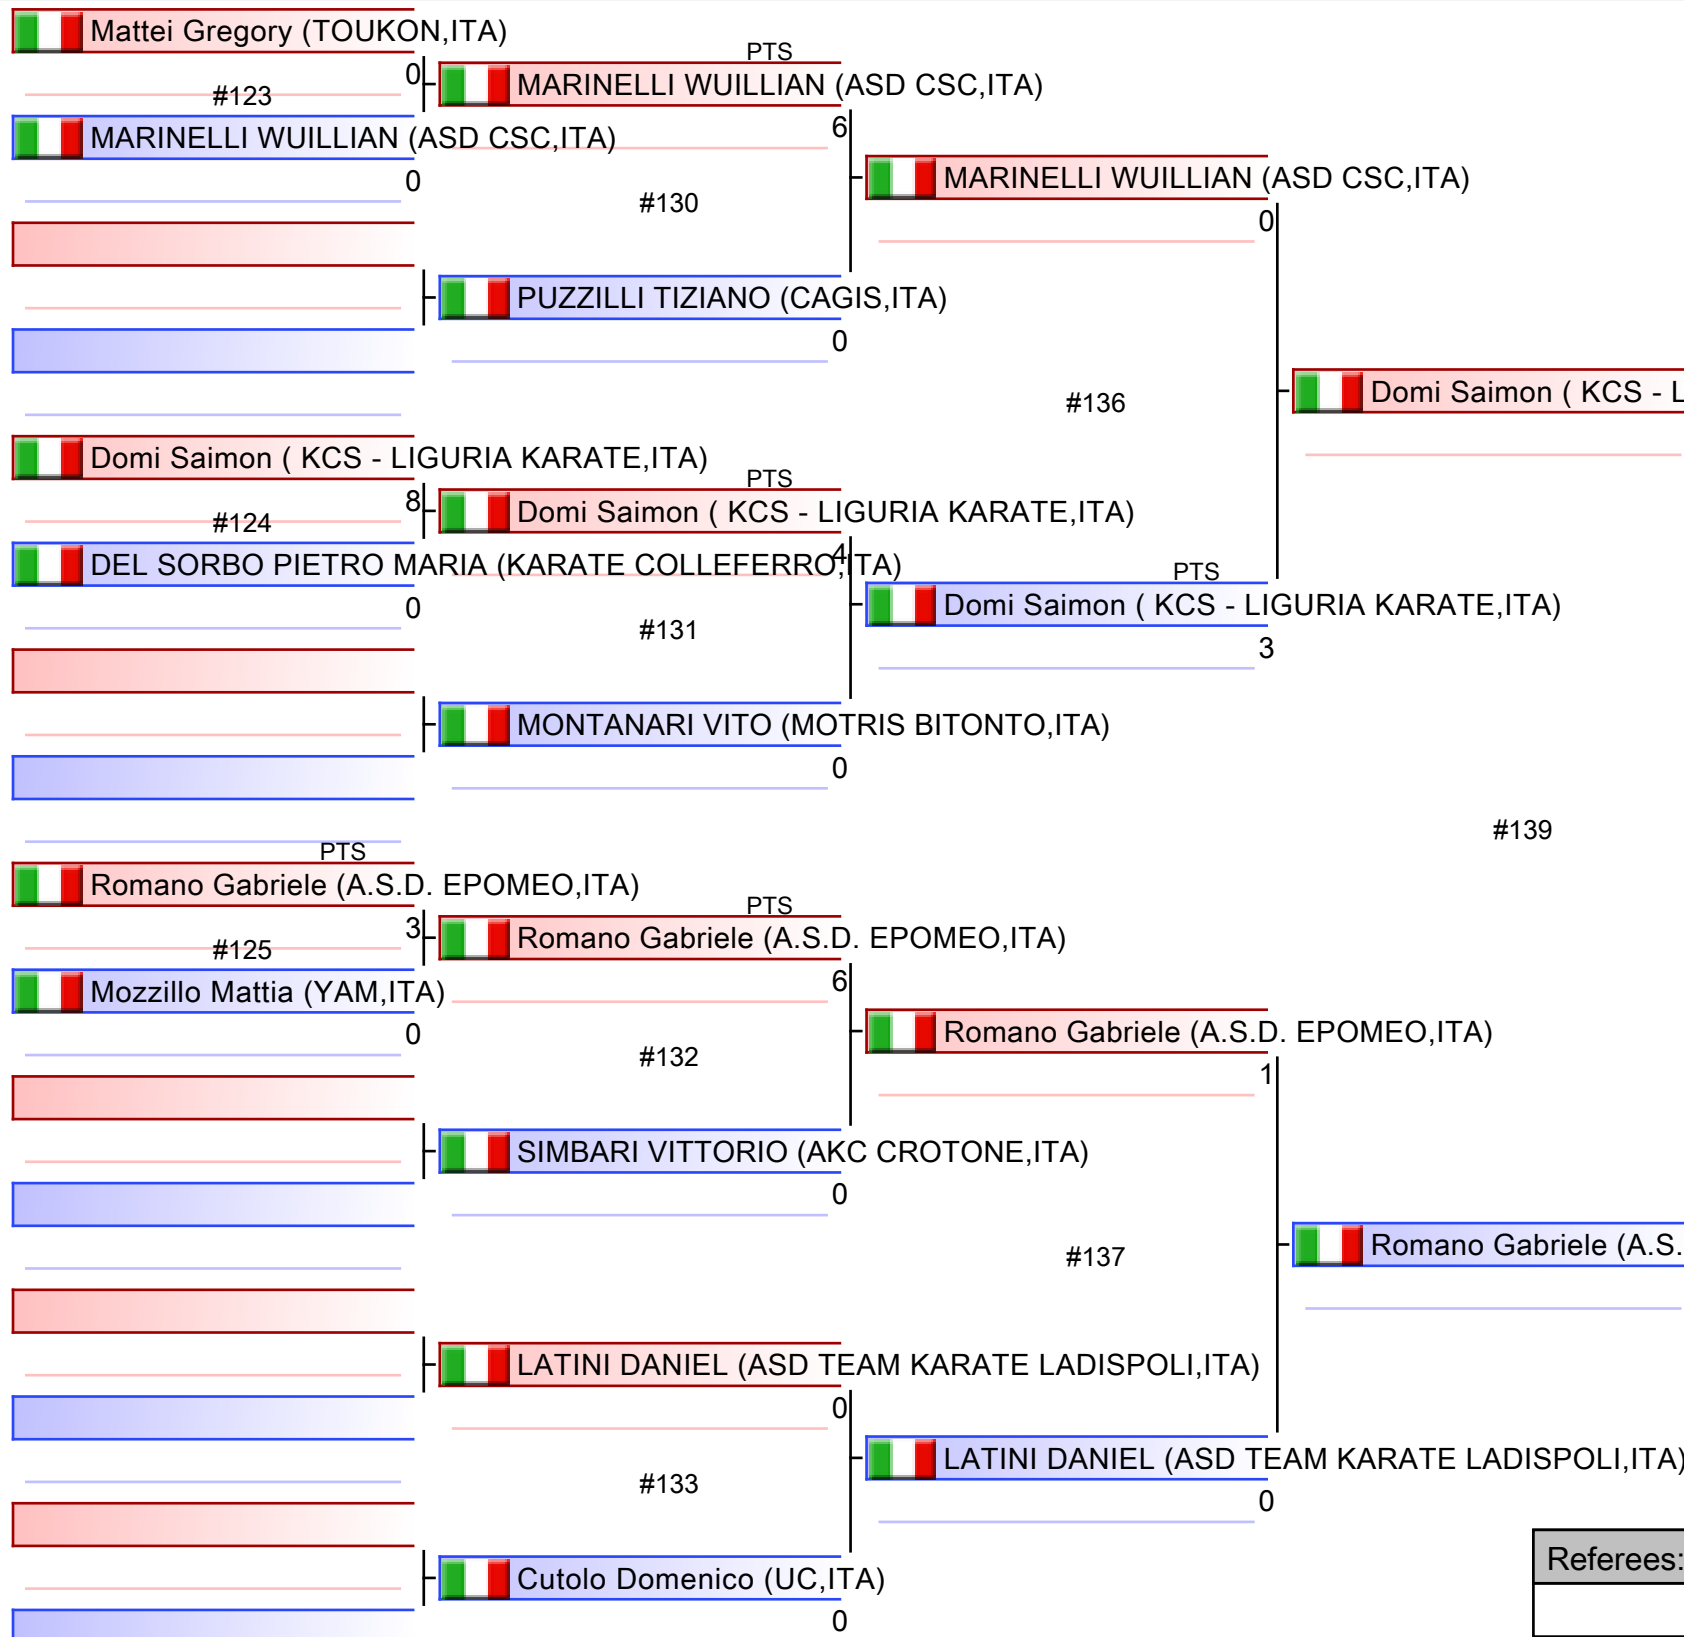 Mattei Gregory (TOUKON,ITA)
0
#123
MARINELLI WUILLIAN (ASD CSC,ITA)
0
PTS
MARINELLI WUILLIAN (ASD CSC,ITA)
6
#130
PUZZILLI TIZIANO (CAGIS,ITA)
0
MARINELLI WUILLIAN (ASD CSC,ITA)
0
#136
Domi Saimon ( KCS - L
Domi Saimon ( KCS - LIGURIA KARATE,ITA)
8
#124
DEL SORBO PIETRO MARIA (KARATE COLLEFERRO,ITA)
0
PTS
Domi Saimon ( KCS - LIGURIA KARATE,ITA)
4
#131
MONTANARI VITO (MOTRIS BITONTO,ITA)
0
PTS
Domi Saimon ( KCS - LIGURIA KARATE,ITA)
3
#139
PTS
Romano Gabriele (A.S.D. EPOMEO,ITA)
3
#125
Mozzillo Mattia (YAM,ITA)
0
PTS
Romano Gabriele (A.S.D. EPOMEO,ITA)
6
#132
SIMBARI VITTORIO (AKC CROTONE,ITA)
0
Romano Gabriele (A.S.D. EPOMEO,ITA)
1
#137
Romano Gabriele (A.S.
LATINI DANIEL (ASD TEAM KARATE LADISPOLI,ITA)
0
#133
Cutolo Domenico (UC,ITA)
0
LATINI DANIEL (ASD TEAM KARATE LADISPOLI,ITA)
0
Referees: